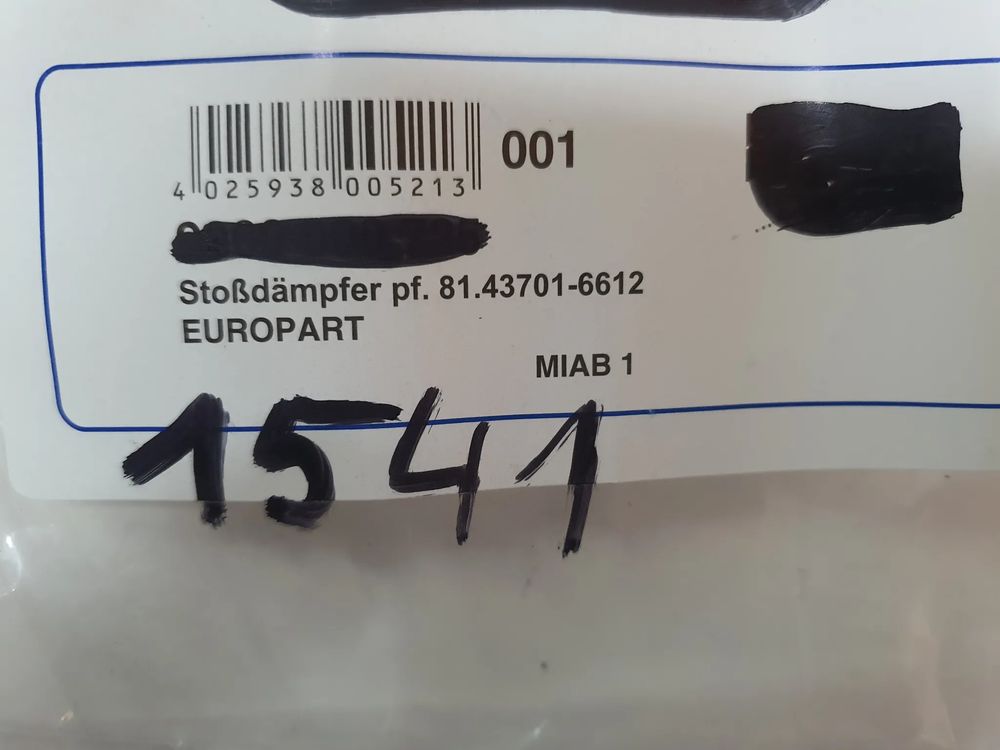 001
4 025938 005213
Stoßdämpfer pf. 81.43701-6612
EUROPART
MIAB 1
1541